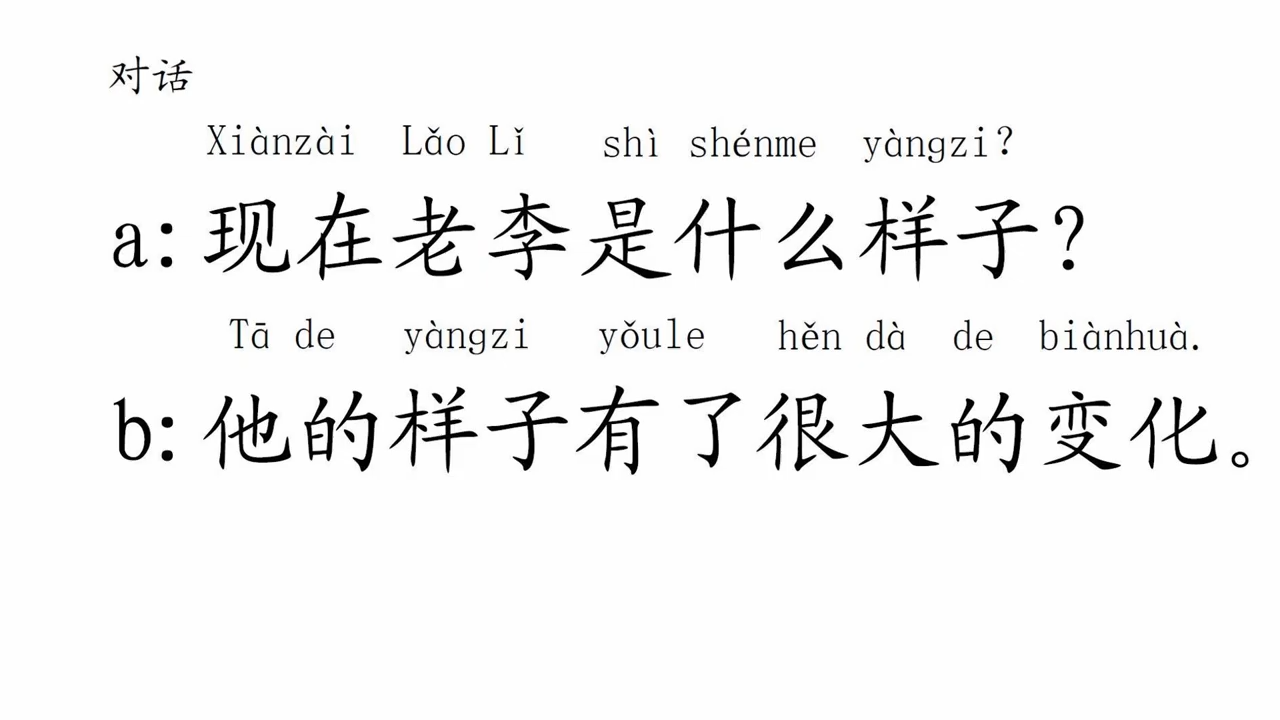 对话
Xiànzài Lǎo Lǐ shì shénme yàngzi?
a: 现在老李是什么样子?
Tā de yàngzi yǒule hěn dà de biànhuà.
b: 他的样子有了很大的变化。